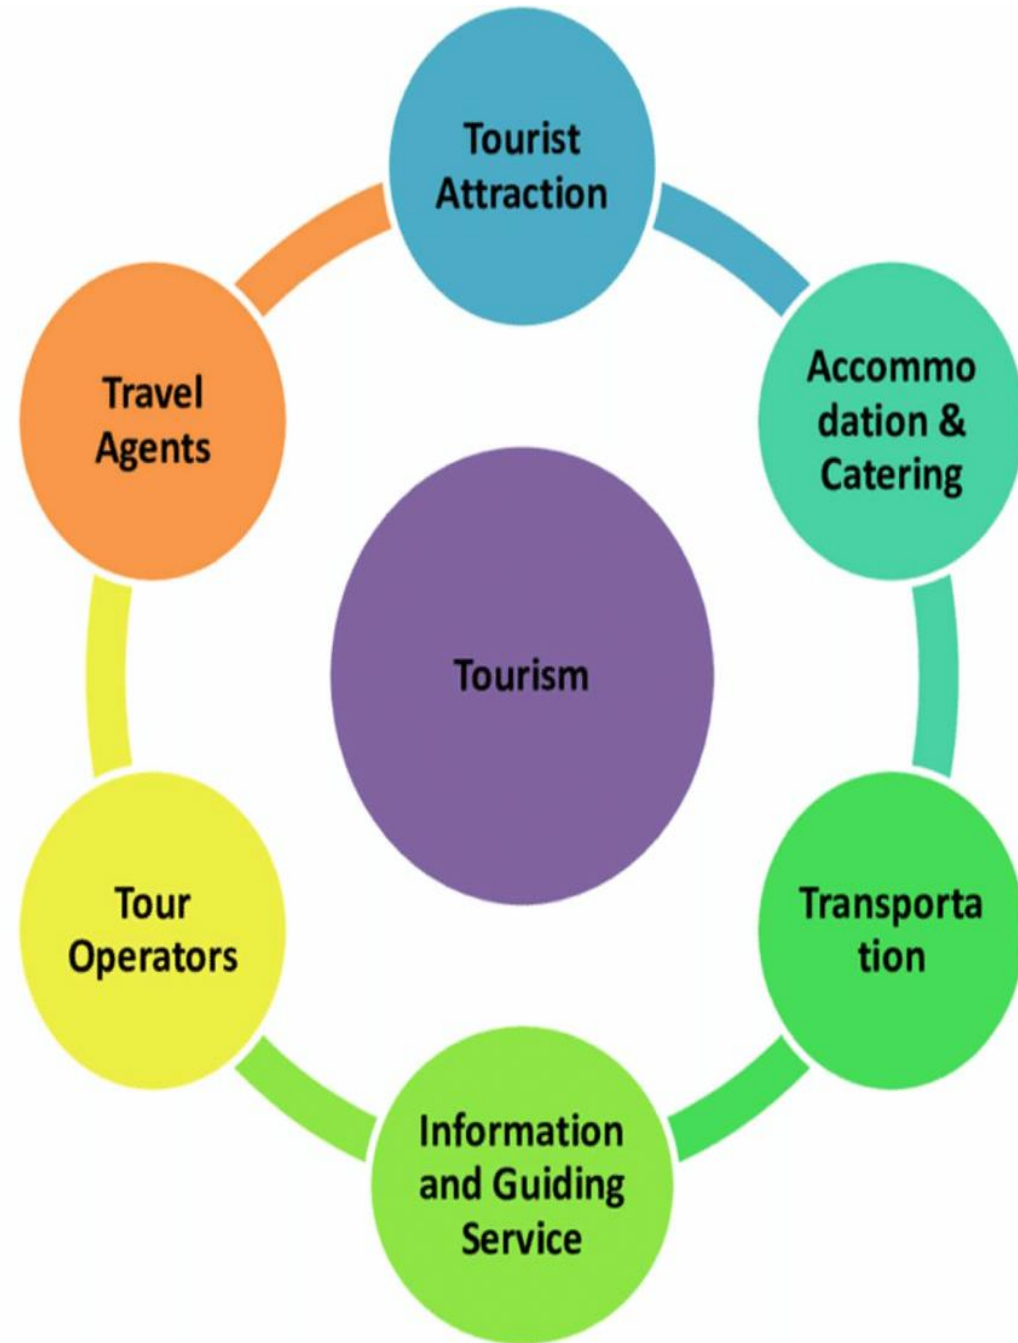 Tourist
Attraction
Accommo
dation &
Catering
Transporta
tion
Information
and Guiding
Service
Tour
Operators
Travel
Agents
Tourism